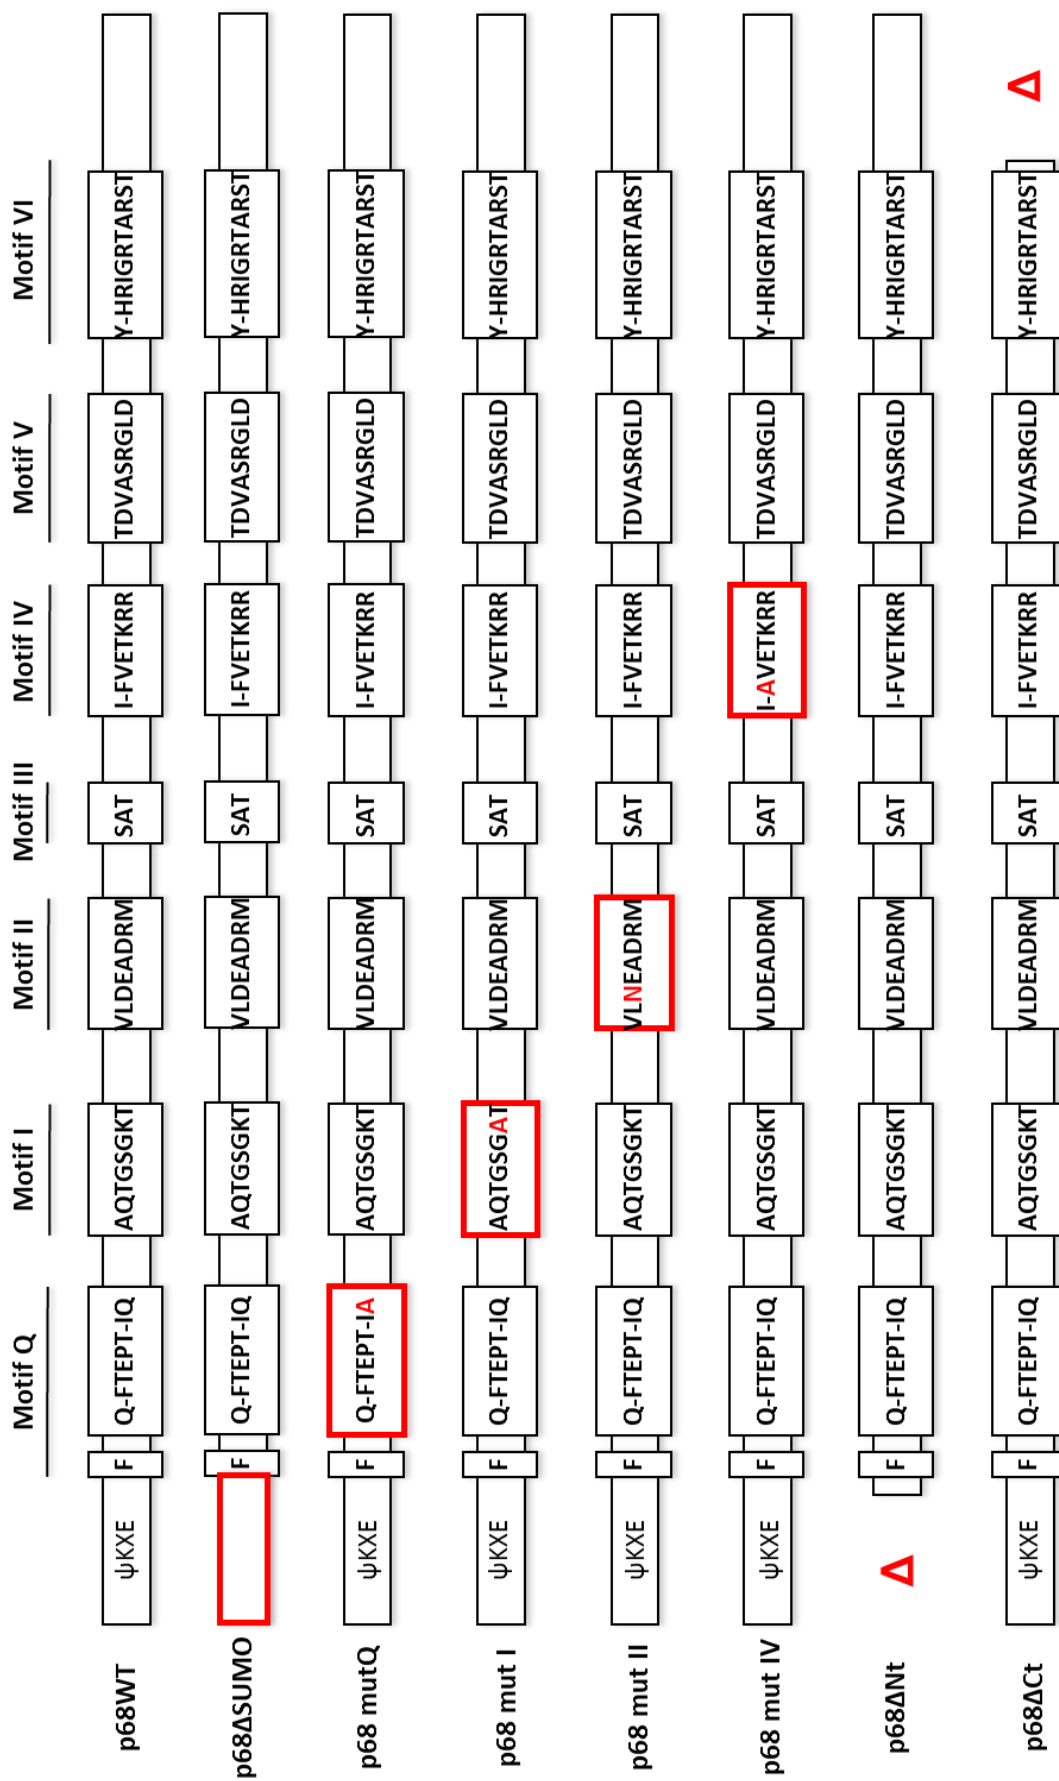 Motif Q Motif I Motif II Motif III Motif IV Motif V Motif VI
p68WT ψKXE F Q-FTEPT-IQ AQTGSGKT VLDEADRM SAT I-FVETKRR TDVASRGLD Y-HRIGRTARST
p68ΔSUMO F Q-FTEPT-IQ AQTGSGKT VLDEADRM SAT I-FVETKRR TDVASRGLD Y-HRIGRTARST
p68 mutQ ψKXE F Q-FTEPT-IA AQTGSGKT VLDEADRM SAT I-FVETKRR TDVASRGLD Y-HRIGRTARST
p68 mut I ψKXE F Q-FTEPT-IQ AQTGSGAT VLDEADRM SAT I-FVETKRR TDVASRGLD Y-HRIGRTARST
p68 mut II ψKXE F Q-FTEPT-IQ AQTGSGKT VLNEADRM SAT I-FVETKRR TDVASRGLD Y-HRIGRTARST
p68 mut IV ψKXE F Q-FTEPT-IQ AQTGSGKT VLDEADRM SAT I-AVETKRR TDVASRGLD Y-HRIGRTARST
p68ΔNt Δ F Q-FTEPT-IQ AQTGSGKT VLDEADRM SAT I-FVETKRR TDVASRGLD Y-HRIGRTARST
p68ΔCt ψKXE F Q-FTEPT-IQ AQTGSGKT VLDEADRM SAT I-FVETKRR TDVASRGLD Y-HRIGRTARST Δ